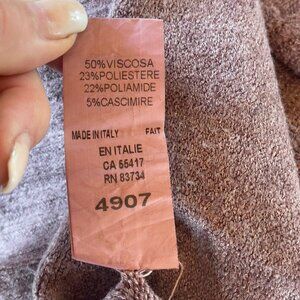 50%VISCOSA
23%POLIESTERE
22%POLIAMIDE
5%CASCIMIRE
MADE IN ITALY FAIT
EN ITALIE
CA 55417
RN 83734
4907